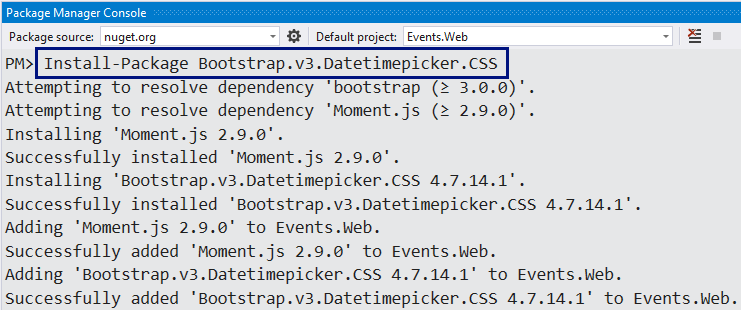 Package Manager Console
Package source: nuget.org Default project: Events.Web
PM> Install-Package Bootstrap.v3.Datetimepicker.CSS
Attempting to resolve dependency 'bootstrap (≥ 3.0.0)'.
Attempting to resolve dependency 'Moment.js (≥ 2.9.0)'.
Installing 'Moment.js 2.9.0'.
Successfully installed 'Moment.js 2.9.0'.
Installing 'Bootstrap.v3.Datetimepicker.CSS 4.7.14.1'.
Successfully installed 'Bootstrap.v3.Datetimepicker.CSS 4.7.14.1'.
Adding 'Moment.js 2.9.0' to Events.Web.
Successfully added 'Moment.js 2.9.0' to Events.Web.
Adding 'Bootstrap.v3.Datetimepicker.CSS 4.7.14.1' to Events.Web.
Successfully added 'Bootstrap.v3.Datetimepicker.CSS 4.7.14.1' to Events.Web.